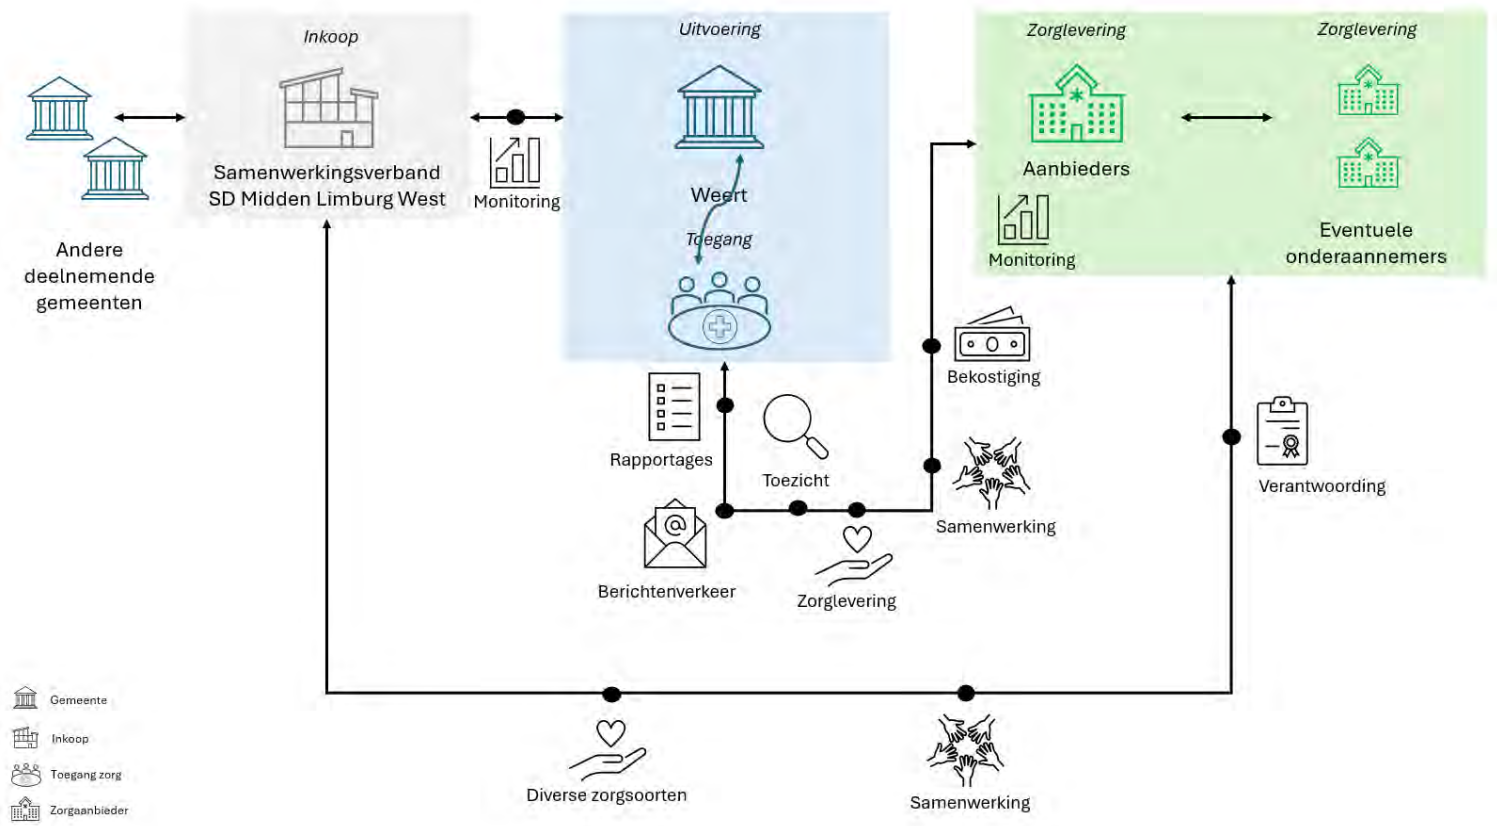 Inkoop
Samenwerkingsverband
SD Midden Limburg West
Andere
deelnemende
gemeenten
Monitoring
Uitvoering
Weert
Toegang
Zorglevering
Aanbieders
Monitoring
Zorglevering
Eventuele
onderaannemers
Rapportages
Toezicht
Berichtenverkeer
Zorglevering
Bekostiging
Samenwerking
Verantwoording
Diverse zorgsoorten
Samenwerking
Gemeente
Inkoop
Toegang zorg
Zorgaanbieder